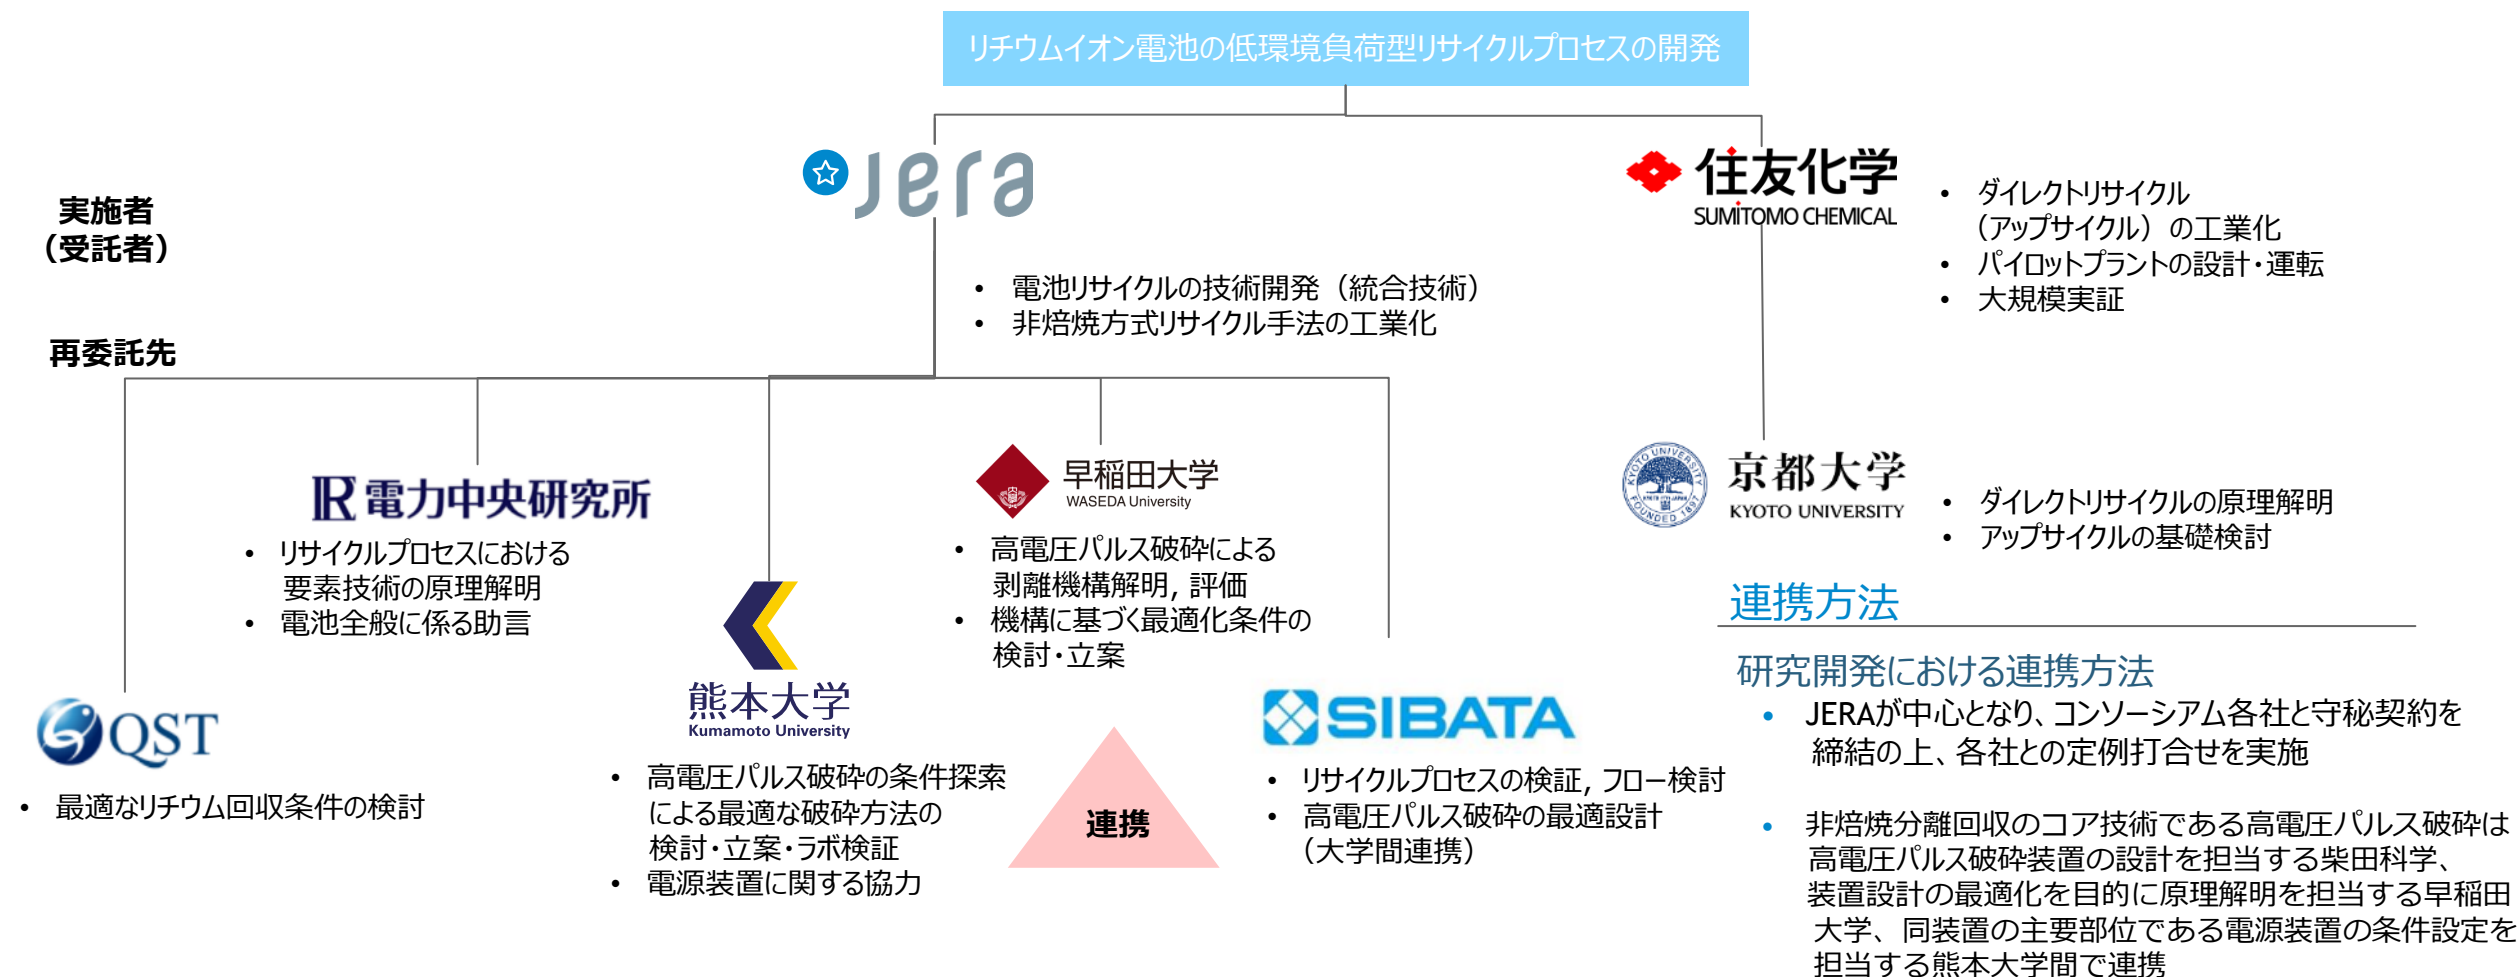 リチウムイオン電池の低環境負荷型リサイクルプロセスの開発
実施者
（受託者）
Jera
• 電池リサイクルの技術開発（統合技術）
• 非焙焼方式リサイクル手法の工業化
住友化学
SUMITOMO CHEMICAL
• ダイレクトリサイクル
（アップサイクル）の工業化
• パイロットプラントの設計・運転
• 大規模実証
再委託先
QST
• 最適なリチウム回収条件の検討
電力中央研究所
• リサイクルプロセスにおける
要素技術の原理解明
• 電池全般に係る助言
熊本大学
Kumamoto University
• 高電圧パルス破砕の条件探索
による最適な破砕方法の
検討・立案・ラボ検証
• 電源装置に関する協力
早稲田大学
WASEDA University
• 高電圧パルス破砕による
剥離機構解明, 評価
• 機構に基づく最適化条件の
検討・立案
連携
SIBATA
• リサイクルプロセスの検証, フロー検討
• 高電圧パルス破砕の最適設計
（大学間連携）
KYOTO UNIVERSITY
FOUNDED 1897
京都大学
KYOTO UNIVERSITY
• ダイレクトリサイクルの原理解明
• アップサイクルの基礎検討
連携方法
研究開発における連携方法
• JERAが中心となり、コンソーシアム各社と守秘契約を
締結の上、各社との定例打合せを実施
• 非焙焼分離回収のコア技術である高電圧パルス破砕は
高電圧パルス破砕装置の設計を担当する柴田科学、
装置設計の最適化を目的に原理解明を担当する早稲田
大学、同装置の主要部位である電源装置の条件設定を
担当する熊本大学間で連携